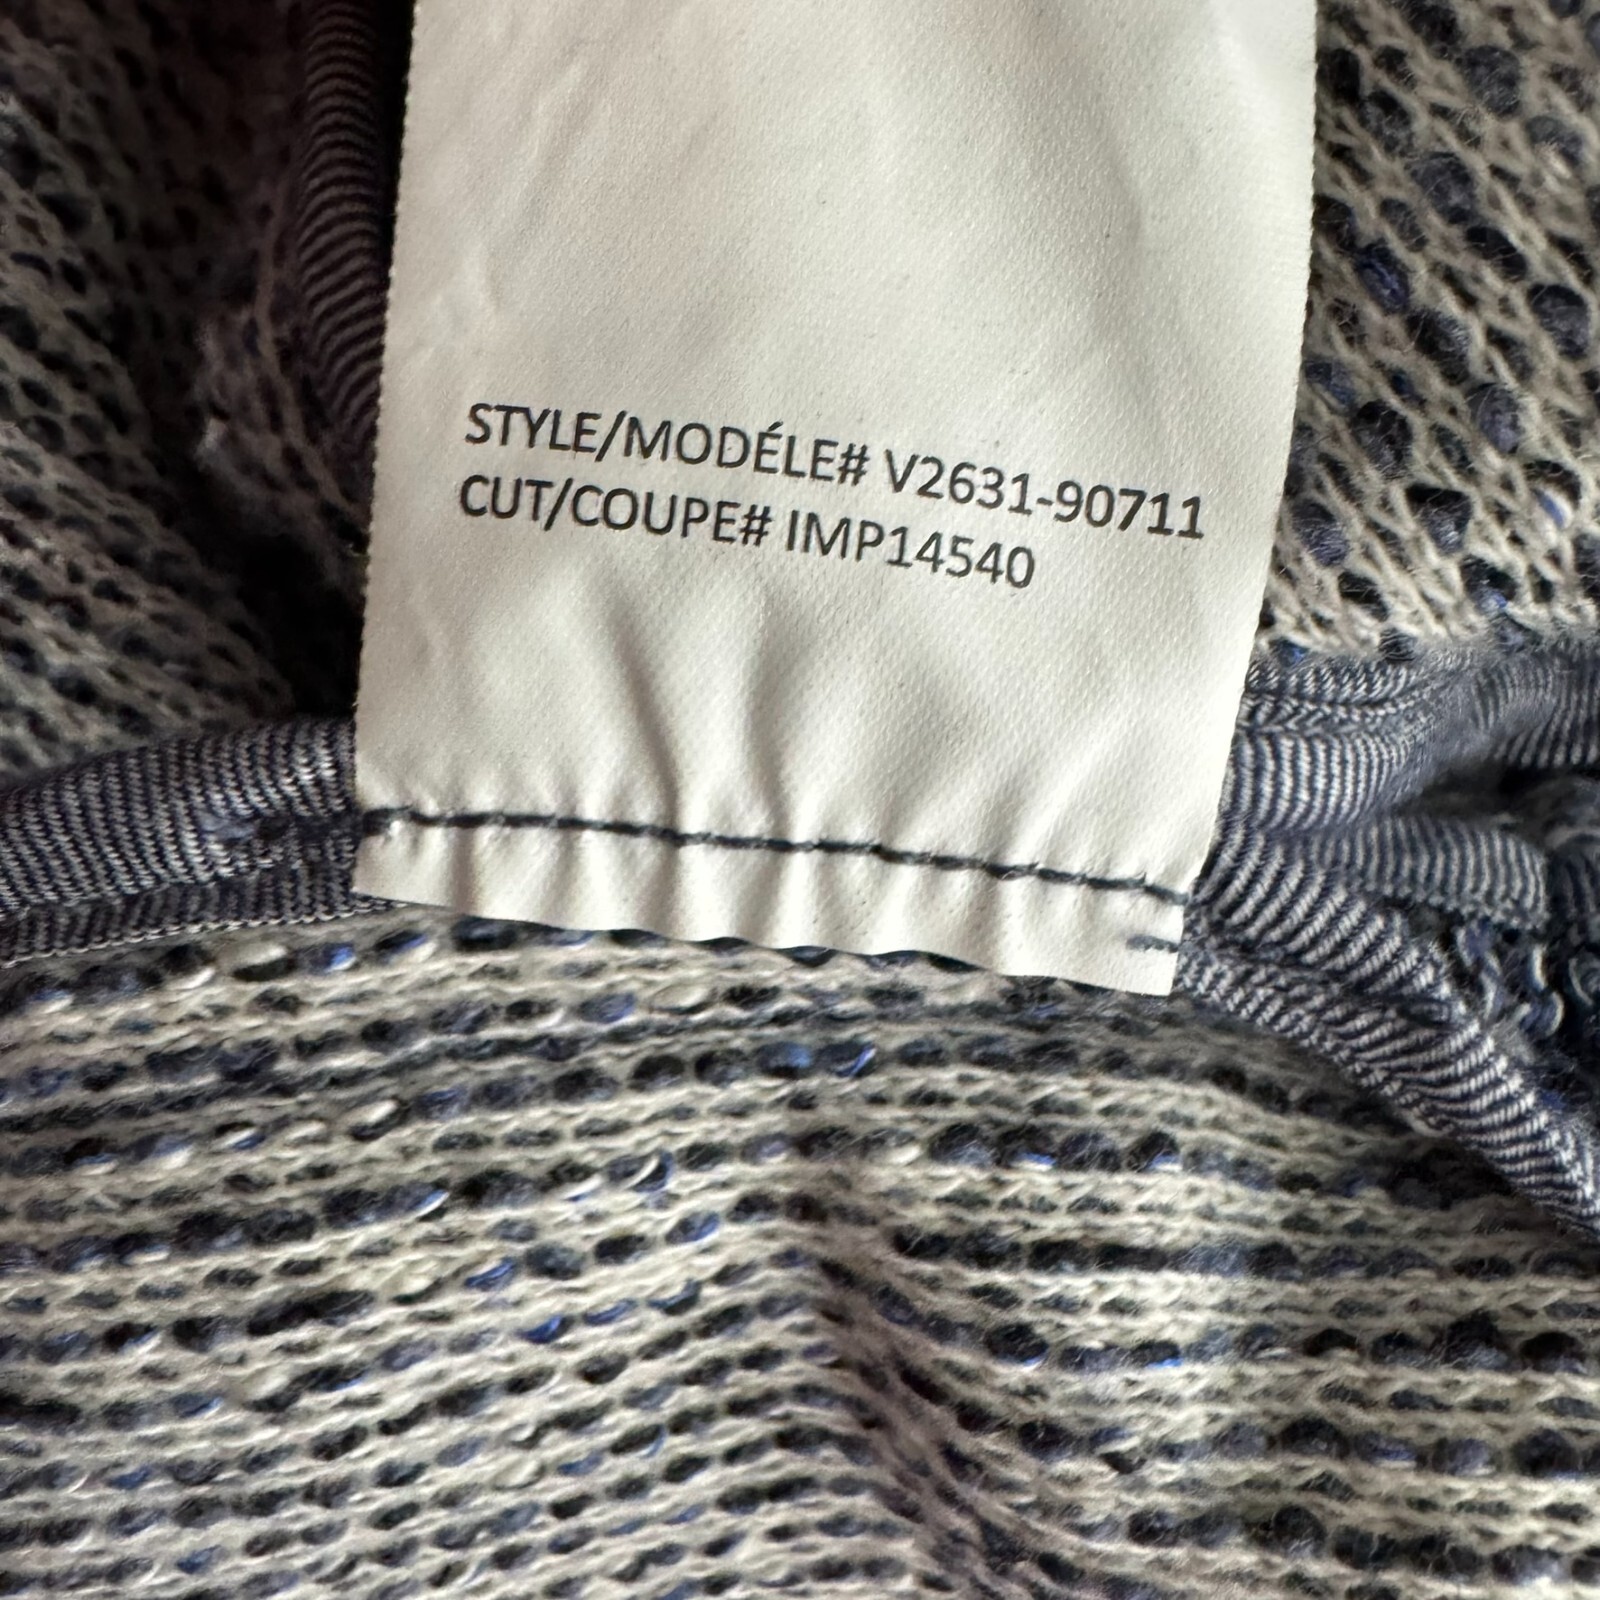 STYLE/MODÉLE# V2631-90711
CUT/COUPE# IMP14540